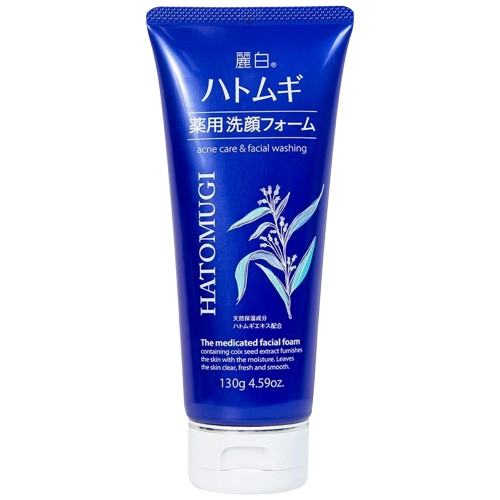 麗白®
ハトムギ
薬用洗顔フォーム
acne care & facial washing
HATOMUGI
天然保湿成分
ハトムギエキス配合
The medicated facial foam
containing coix seed extract furnishes
the skin with the moisture. Leaves
the skin clear, fresh and smooth.
130g 4.59oz.